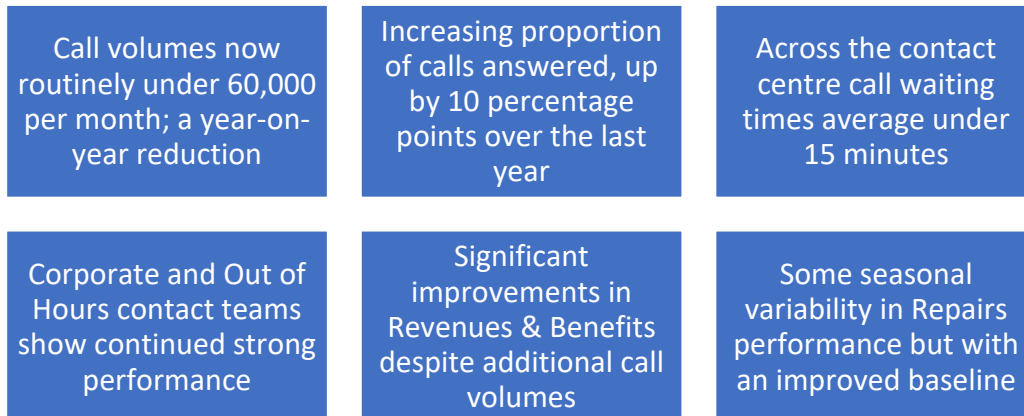 Call volumes now
routinely under 60,000
per month; a year-on-
year reduction
Increasing proportion
of calls answered, up
by 10 percentage
points over the last
year
Across the contact
centre call waiting
times average under
15 minutes
Corporate and Out of
Hours contact teams
show continued strong
performance
Significant
improvements in
Revenues & Benefits
despite additional call
volumes
Some seasonal
variability in Repairs
performance but with
an improved baseline